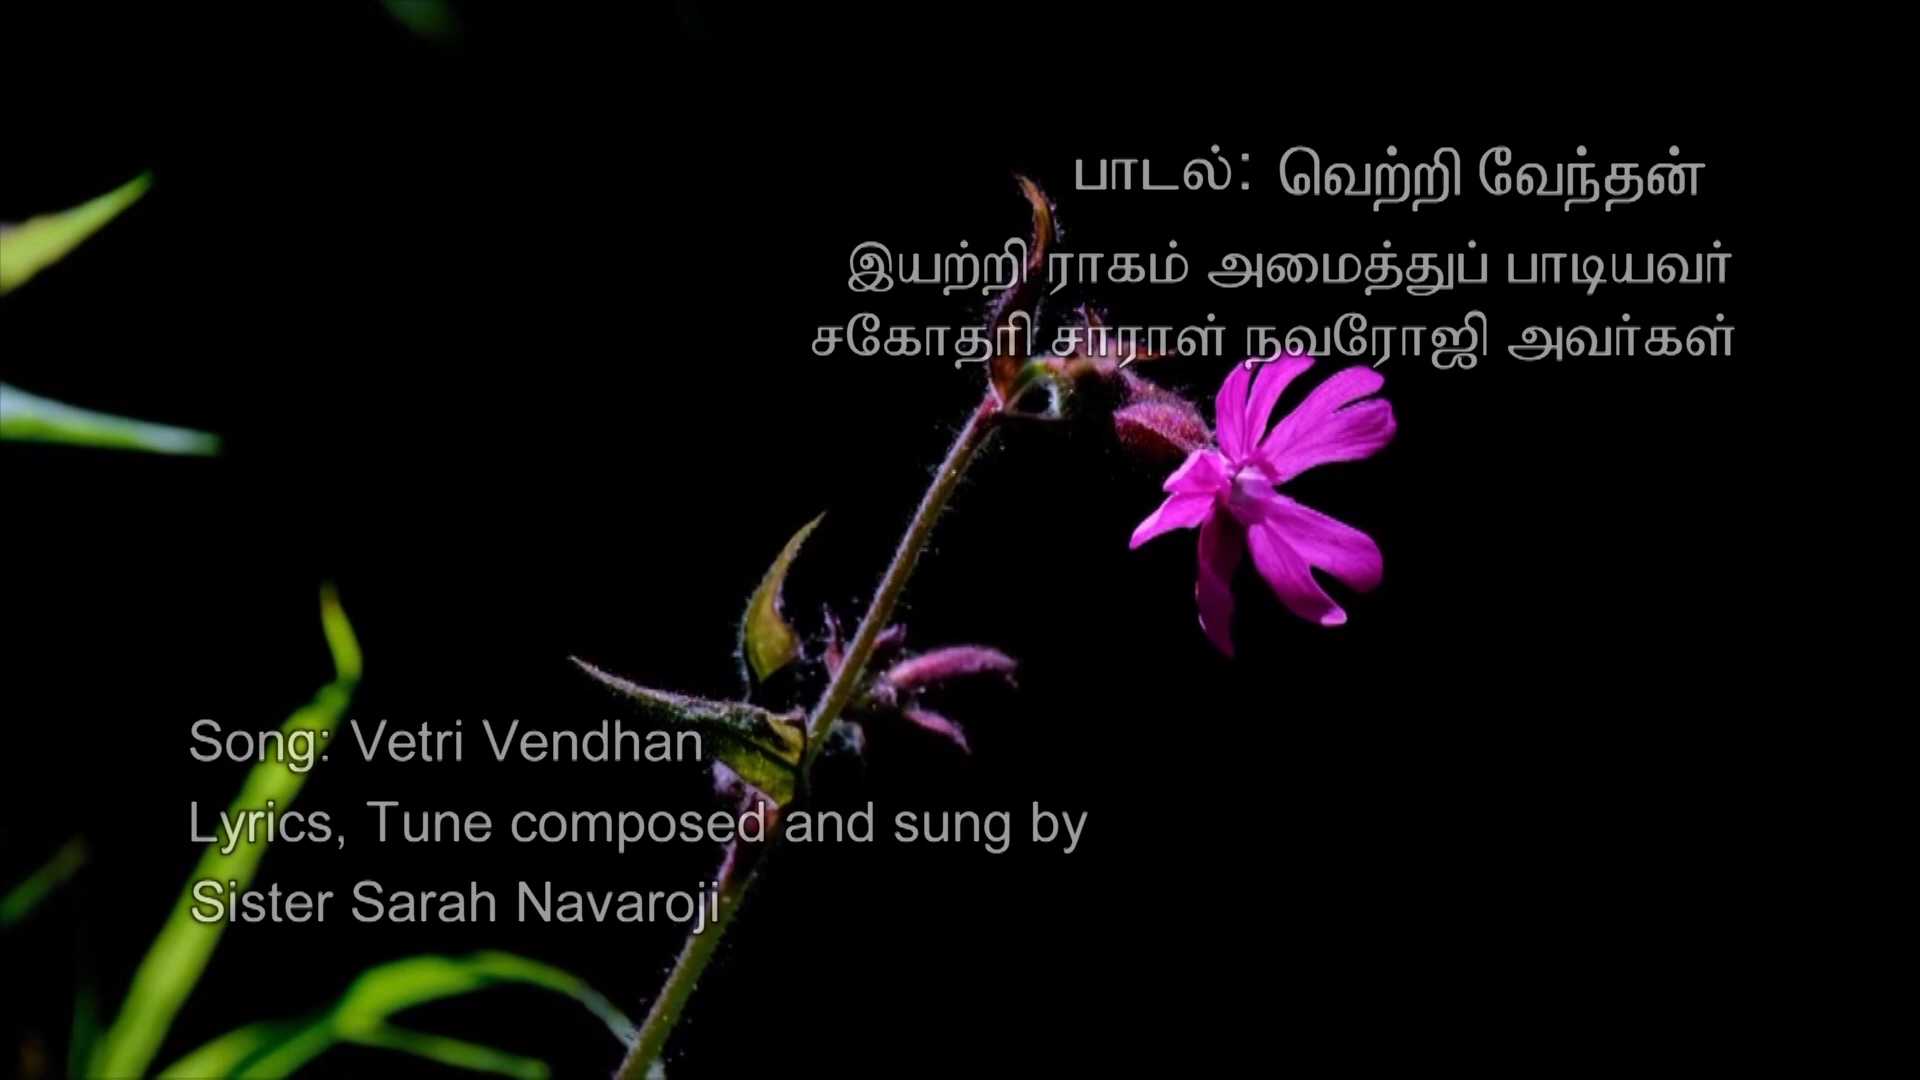 பாடல்: வெற்றி வேந்தன்
இயற்றி ராகம் அமைத்துப் பாடியவர்
சகோதரி சாராள் நவரோஜி அவர்கள்
Song: Vetri Vendhan
Lyrics, Tune composed and sung by
Sister Sarah Navaroji